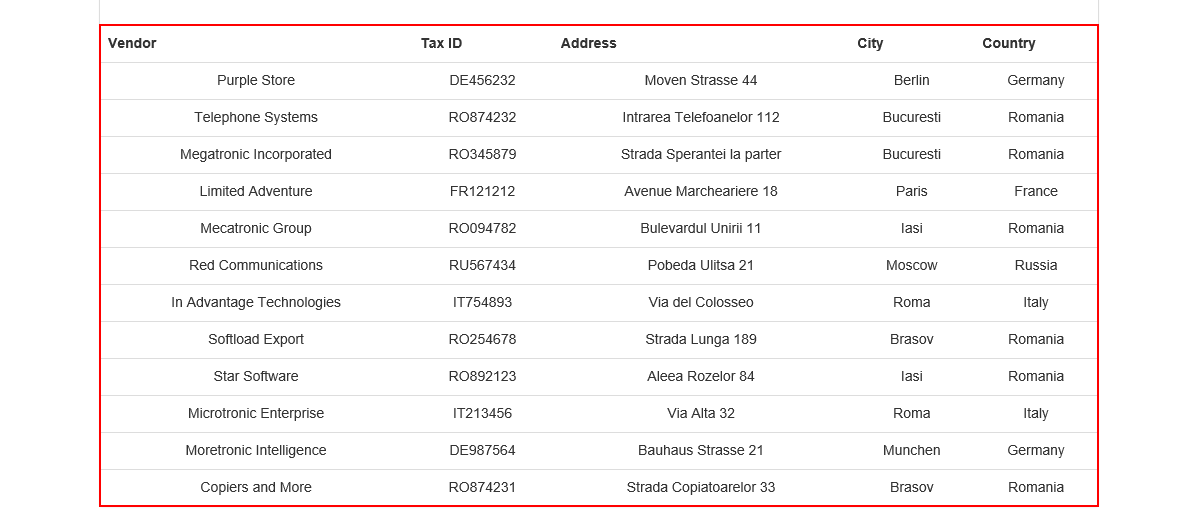 Vendor Tax ID Address City Country
Purple Store DE456232 Moven Strasse 44 Berlin Germany
Telephone Systems RO874232 Intrarea Telefoanelor 112 Bucuresti Romania
Megatronic Incorporated RO345879 Strada Sperantei la parter Bucuresti Romania
Limited Adventure FR121212 Avenue Marcheariere 18 Paris France
Mecatronic Group RO094782 Bulevardul Unirii 11 Iasi Romania
Red Communications RU567434 Pobeda Ulitsa 21 Moscow Russia
In Advantage Technologies IT754893 Via del Colosseo Roma Italy
Softload Export RO254678 Strada Lunga 189 Brasov Romania
Star Software RO892123 Aleea Rozelor 84 Iasi Romania
Microtronic Enterprise IT213456 Via Alta 32 Roma Italy
Moretronic Intelligence DE987564 Bauhaus Strasse 21 Munchen Germany
Copiers and More RO874231 Strada Copiatoarelor 33 Brasov Romania